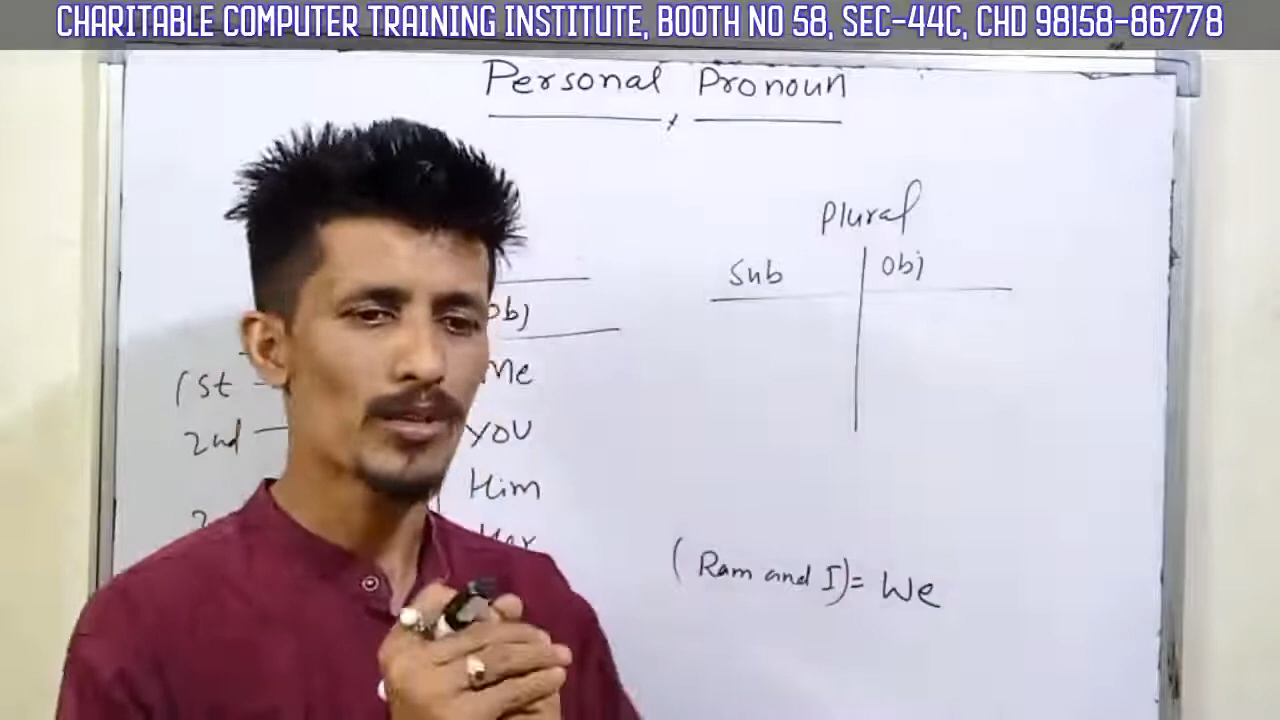 CHARITABLE COMPUTER TRAINING INSTITUTE, BOOTH NO 58, SEC-44C, CHD 98158-86778
Personal Pronoun
Plural
Sub Obj
Obj
1st Me
2nd YOU
Him
(Ram and I) = We